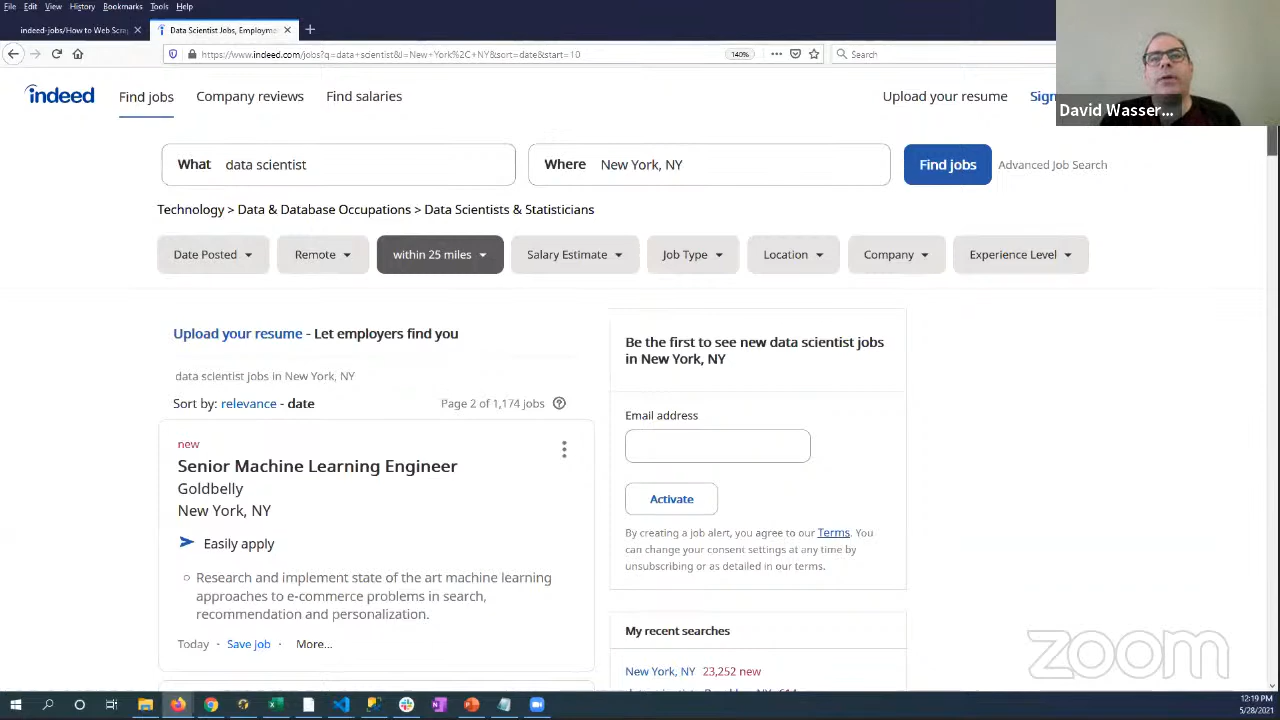 File Edit View History Bookmarks Tools Help
indeed-jobs/How to Web Scrap
Data Scientist Jobs, Employme
https://www.indeed.com/jobs?q=data+scientist&l=New+York%2C+NY&sort=date&start=10
140%
Search
indeed
Find jobs
Company reviews
Find salaries
Upload your resume
Sign
David Wasser...
What data scientist
Where New York, NY
Find jobs
Advanced Job Search
Technology > Data & Database Occupations > Data Scientists & Statisticians
Date Posted
Remote
within 25 miles
Salary Estimate
Job Type
Location
Company
Experience Level
Upload your resume - Let employers find you
data scientist jobs in New York, NY
Sort by: relevance - date
Page 2 of 1,174 jobs
new
Senior Machine Learning Engineer
Goldbelly
New York, NY
Easily apply
Research and implement state of the art machine learning
approaches to e-commerce problems in search,
recommendation and personalization.
Today · Save job · More...
Be the first to see new data scientist jobs
in New York, NY
Email address
Activate
By creating a job alert, you agree to our Terms. You
can change your consent settings at any time by
unsubscribing or as detailed in our terms.
My recent searches
New York, NY 23,252 new
zoom
12:19 PM
5/28/2021